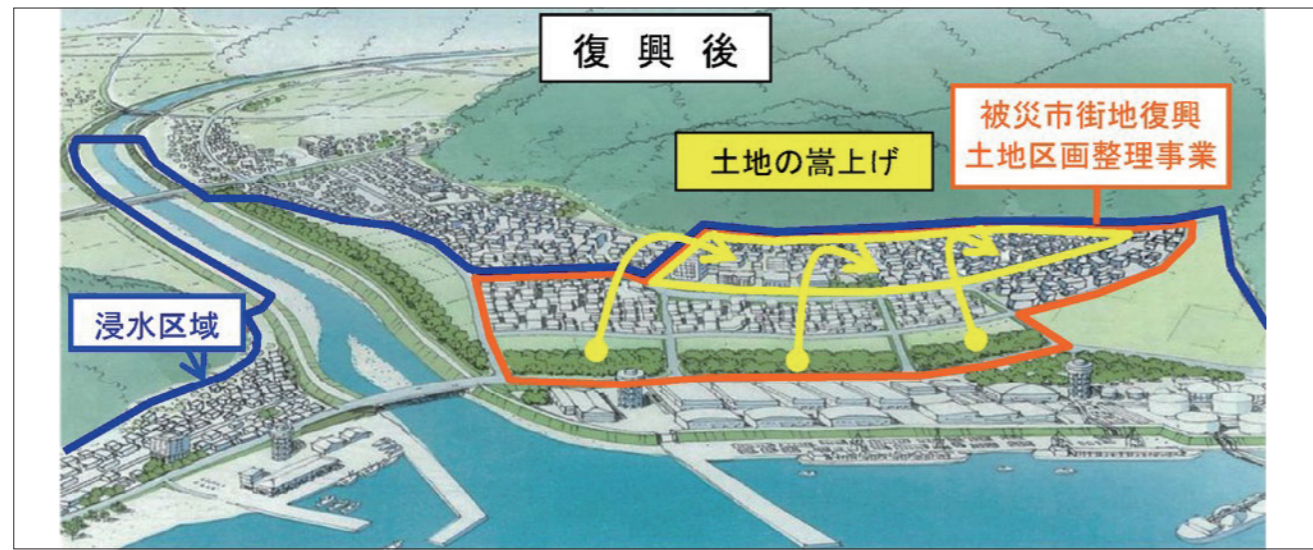 復興後
被災市街地復興
土地区画整理事業
土地の嵩上げ
浸水区域